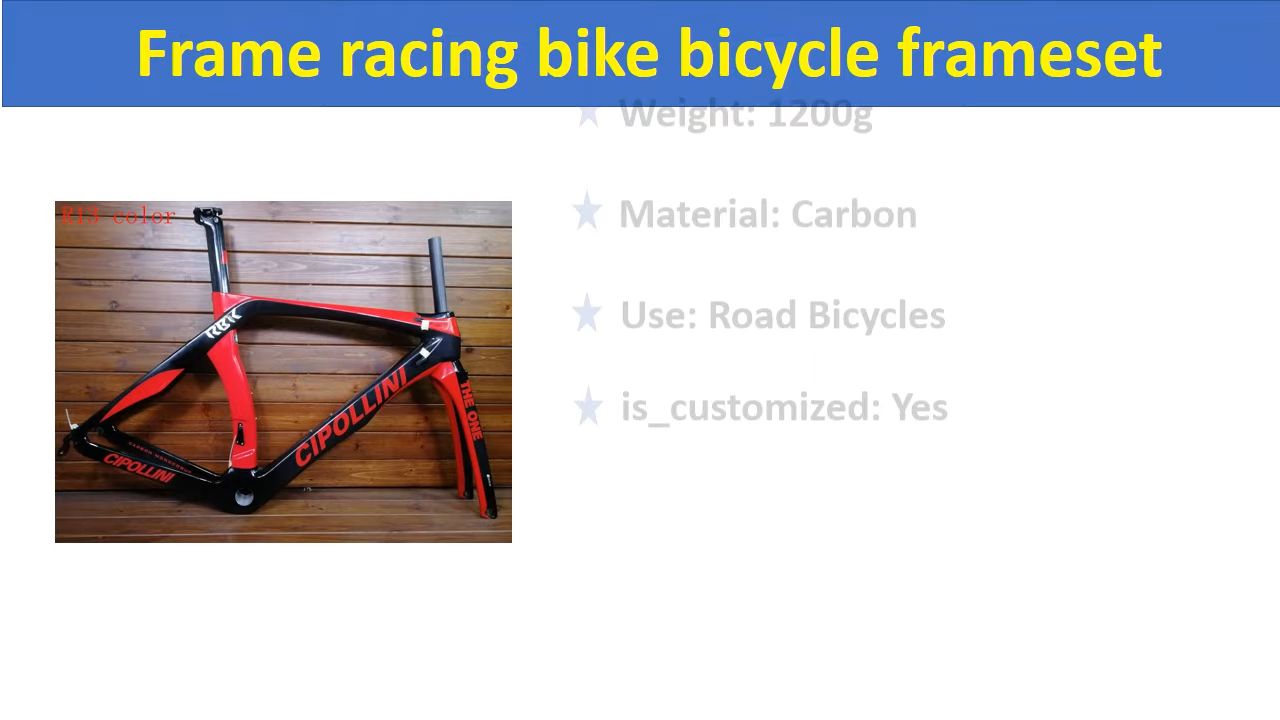 Frame racing bike bicycle frameset
Weight: 1200g
Material: Carbon
Use: Road Bicycles
is_customized: Yes
R13 color
RB1K
CIPOLLINI
THE ONE
CIPOLLINI